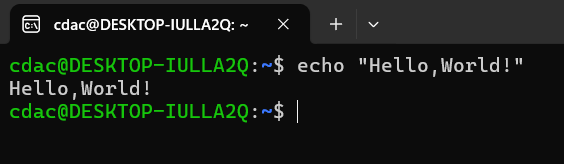 cdac@DESKTOP-IULLA2Q: ~
cdac@DESKTOP-IULLA2Q:~$ echo "Hello,World!"
Hello,World!
cdac@DESKTOP-IULLA2Q:~$